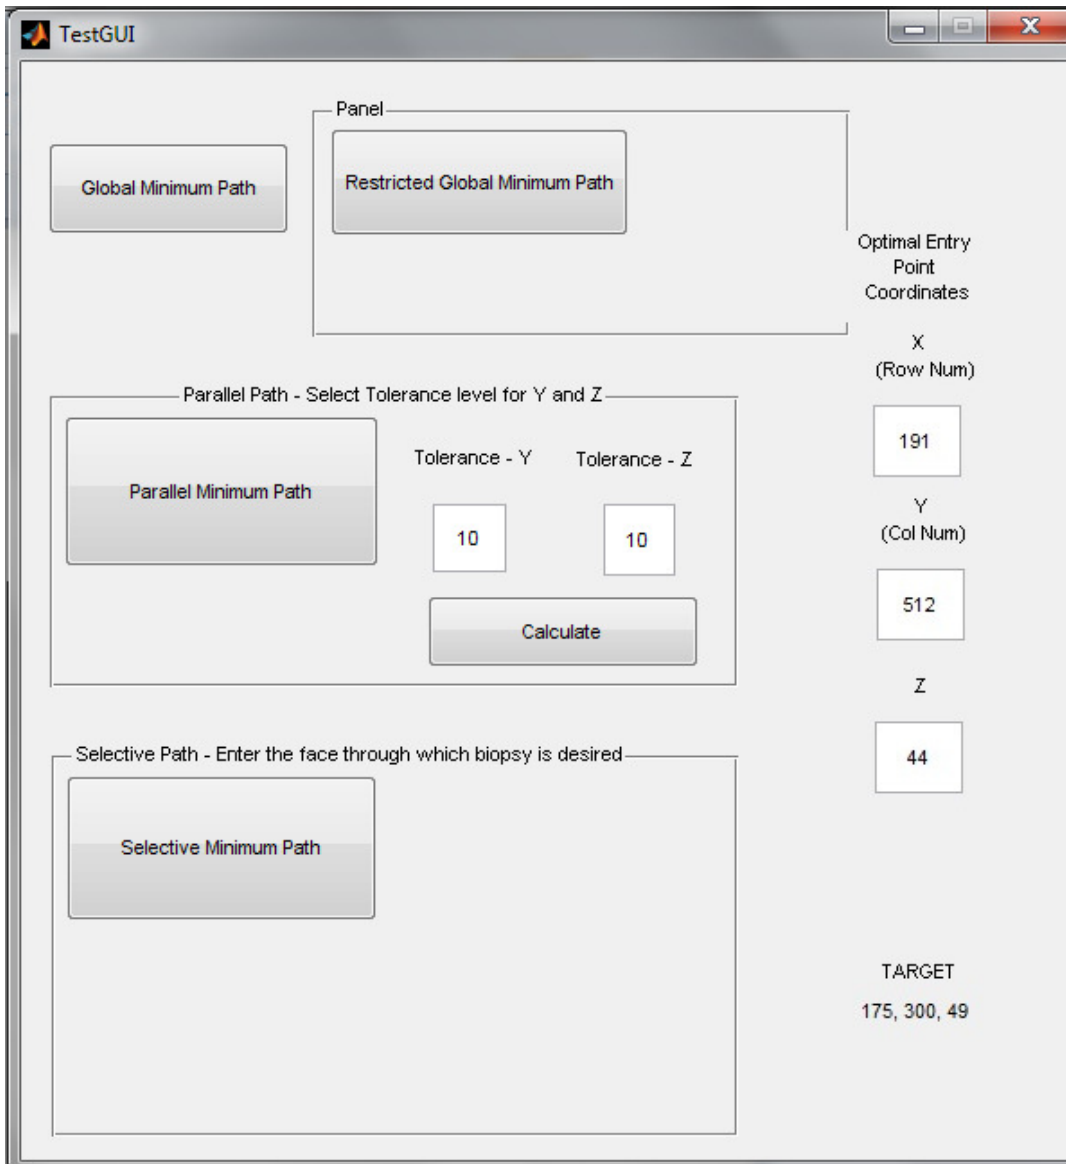 TestGUI
Panel
Global Minimum Path
Restricted Global Minimum Path
Optimal Entry
Point
Coordinates
X
(Row Num)
191
Y
(Col Num)
512
Z
44
Parallel Path - Select Tolerance level for Y and Z
Parallel Minimum Path
Tolerance - Y
Tolerance - Z
10
10
Calculate
Selective Path - Enter the face through which biopsy is desired
Selective Minimum Path
TARGET
175, 300, 49